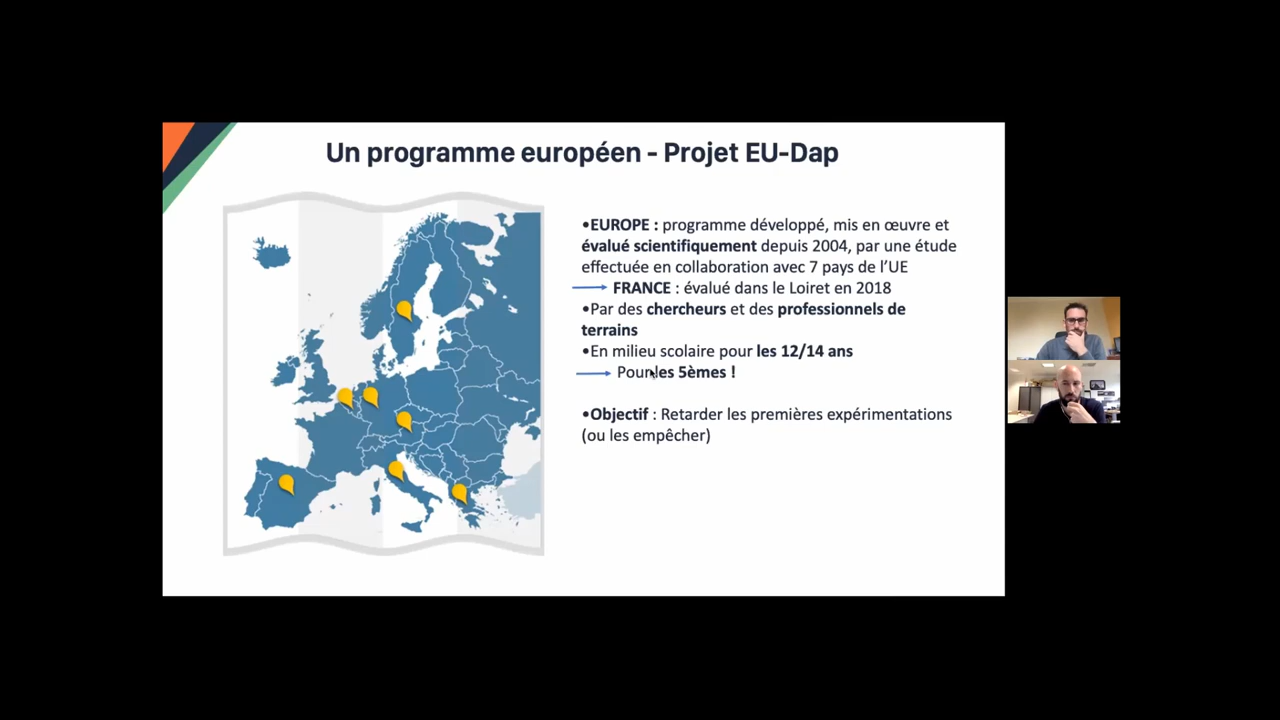 Un programme européen - Projet EU-Dap
•EUROPE : programme développé, mis en œuvre et
évalué scientifiquement depuis 2004, par une étude
effectuée en collaboration avec 7 pays de l’UE
FRANCE : évalué dans le Loiret en 2018
•Par des chercheurs et des professionnels de
terrains
•En milieu scolaire pour les 12/14 ans
Pour les 5èmes !
•Objectif : Retarder les premières expérimentations
(ou les empêcher)